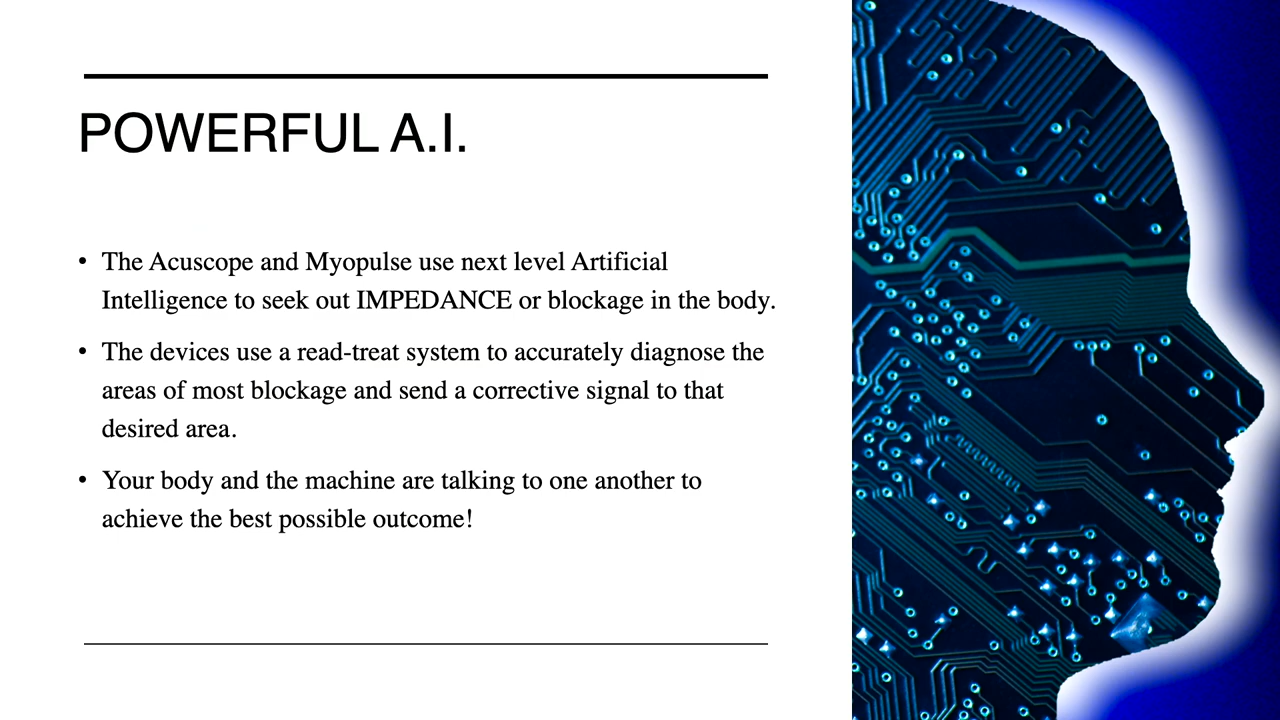 POWERFUL A.I.
• The Acuscope and Myopulse use next level Artificial
Intelligence to seek out IMPEDANCE or blockage in the body.
• The devices use a read-treat system to accurately diagnose the
areas of most blockage and send a corrective signal to that
desired area.
• Your body and the machine are talking to one another to
achieve the best possible outcome!